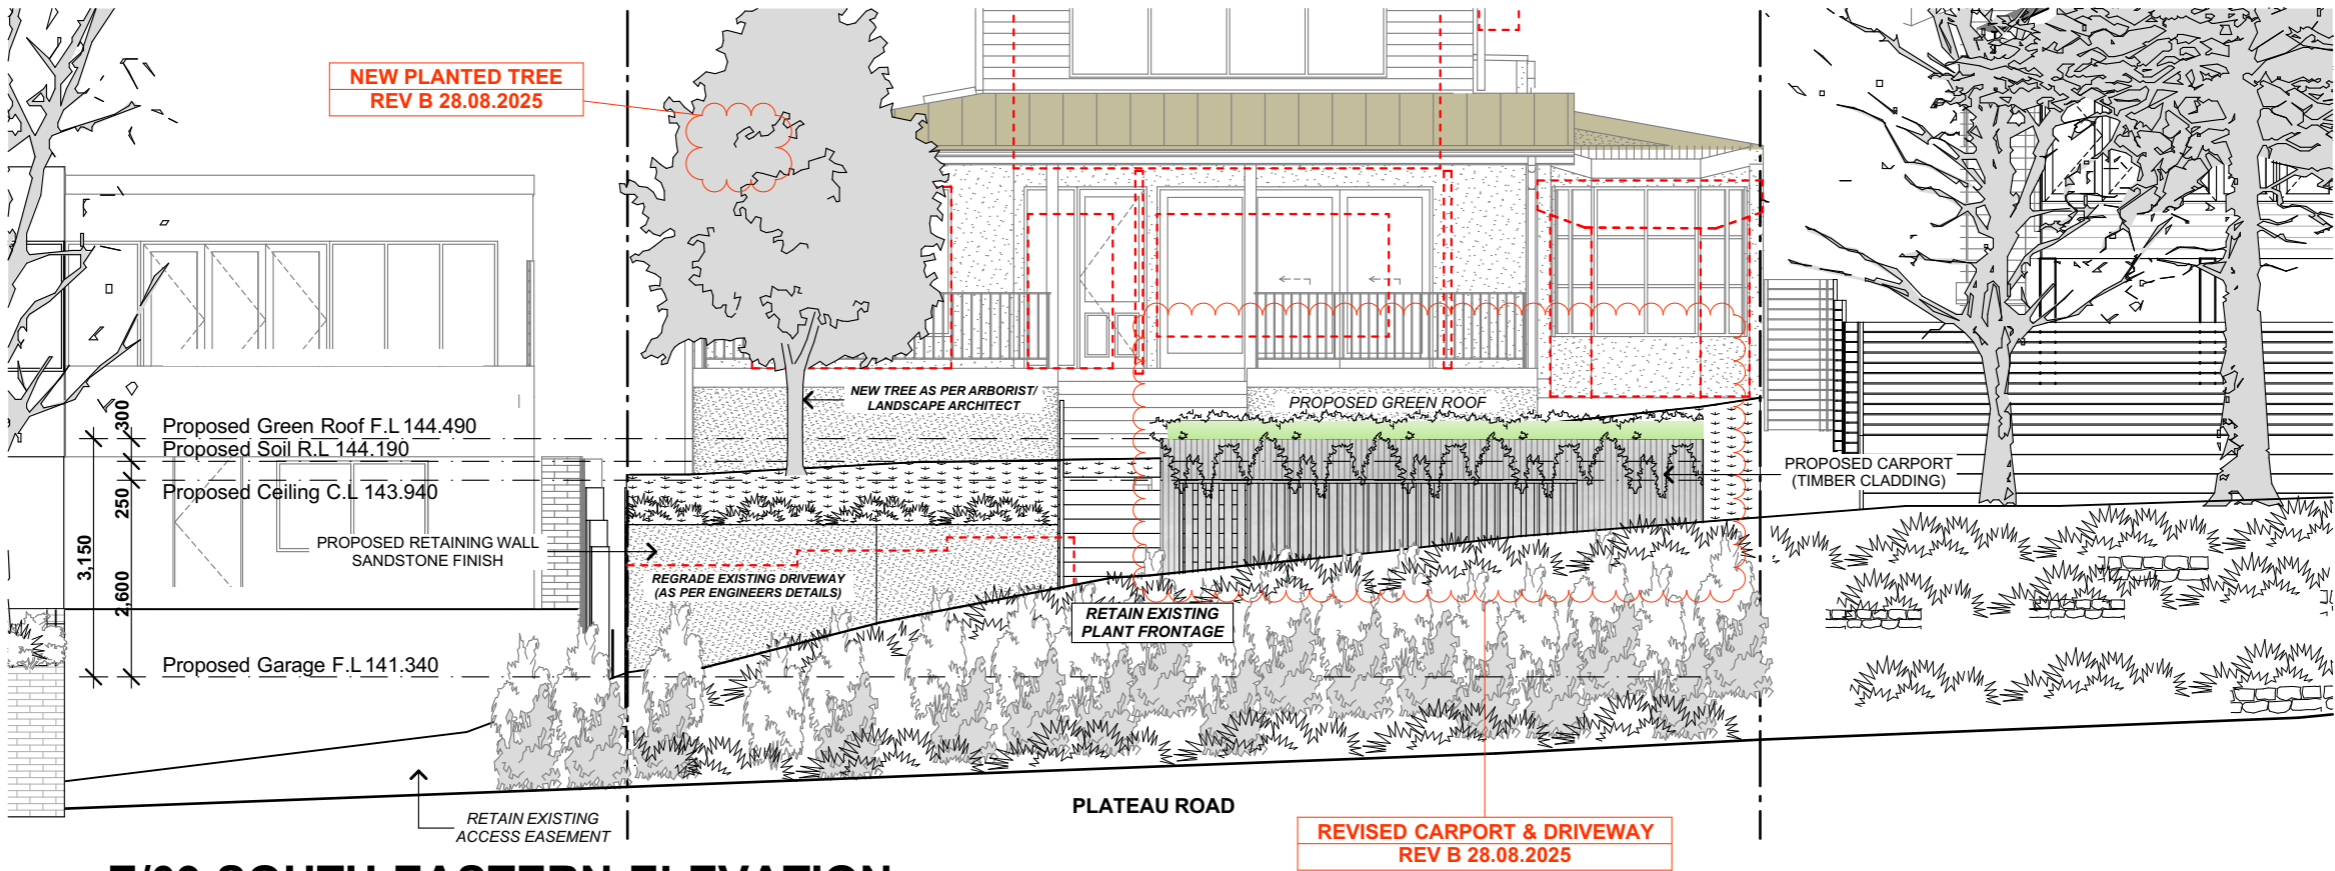 NEW PLANTED TREE
REV B 28.08.2025
NEW TREE AS PER ARBORIST/
LANDSCAPE ARCHITECT
PROPOSED GREEN ROOF
300
Proposed Green Roof F.L 144.490
Proposed Soil R.L 144.190
250
Proposed Ceiling C.L 143.940
PROPOSED CARPORT
(TIMBER CLADDING)
3,150
2,600
PROPOSED RETAINING WALL
SANDSTONE FINISH
REGRADE EXISTING DRIVEWAY
(AS PER ENGINEERS DETAILS)
RETAIN EXISTING
PLANT FRONTAGE
Proposed Garage F.L 141.340
PLATEAU ROAD
RETAIN EXISTING
ACCESS EASEMENT
REVISED CARPORT & DRIVEWAY
REV B 28.08.2025
SOUTH EASTERN ELEVATION